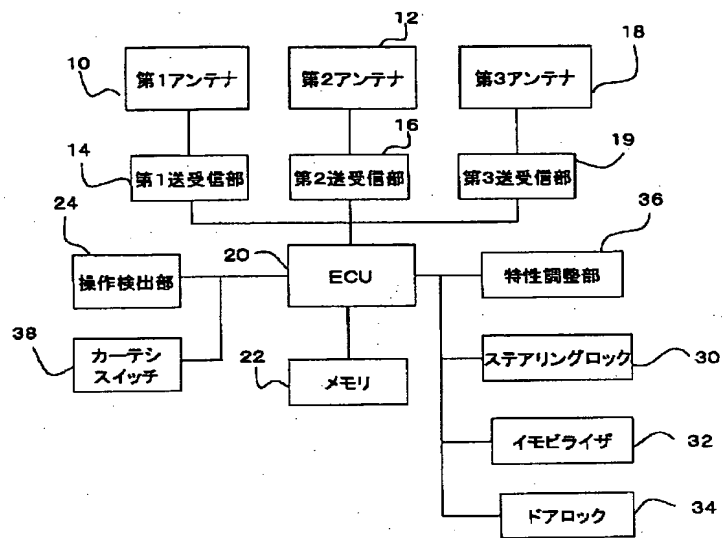 12
10
第1アンテナ
第2アンテナ
第3アンテナ
18
16
14
第1送受信部
第2送受信部
第3送受信部
19
24
20
36
操作検出部
ECU
特性調整部
38
カーテシ
スイッチ
22
メモリ
ステアリングロック
30
イモビライザ
32
ドアロック
34